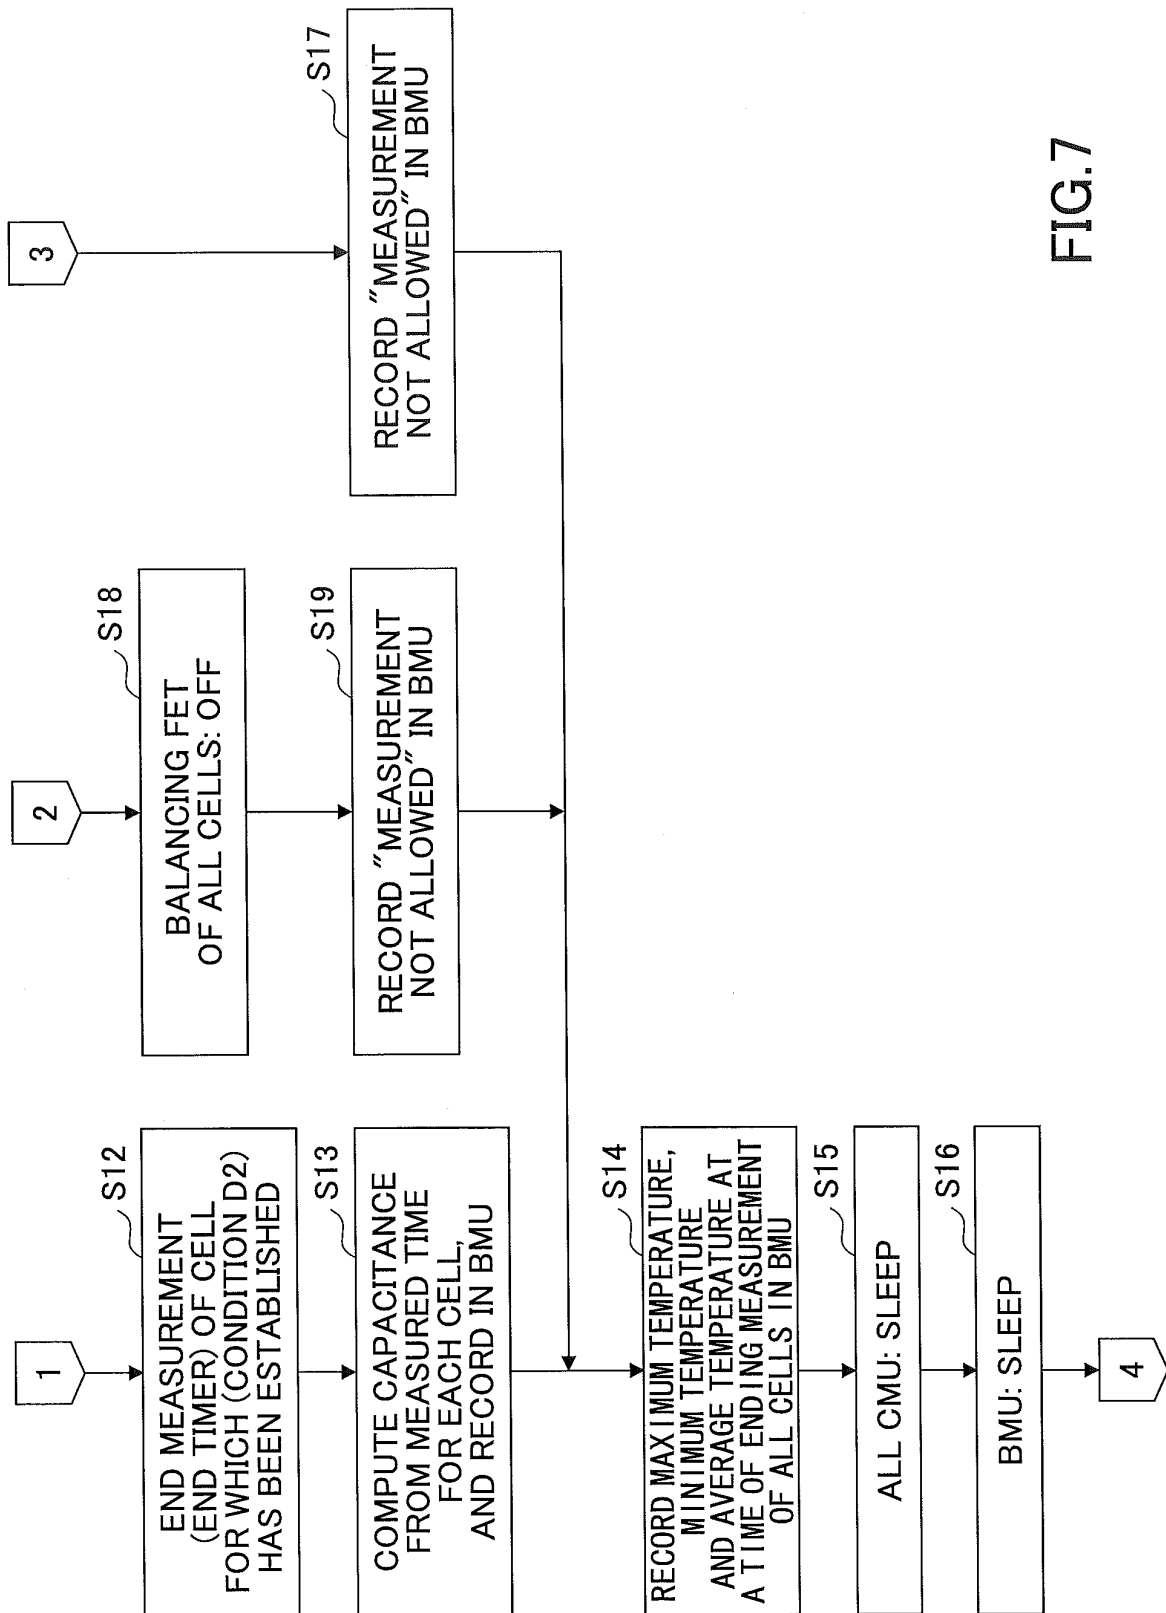 1
S12
END MEASUREMENT
(END TIMER) OF CELL
FOR WHICH (CONDITION D2)
HAS BEEN ESTABLISHED
S13
COMPUTE CAPACITANCE
FROM MEASURED TIME
FOR EACH CELL,
AND RECORD IN BMU
2
S18
BALANCING FET
OF ALL CELLS: OFF
S19
RECORD "MEASUREMENT
NOT ALLOWED" IN BMU
3
S17
RECORD "MEASUREMENT
NOT ALLOWED" IN BMU
S14
RECORD MAXIMUM TEMPERATURE,
MINIMUM TEMPERATURE
AND AVERAGE TEMPERATURE AT
A TIME OF ENDING MEASUREMENT
OF ALL CELLS IN BMU
S15
ALL CMU: SLEEP
S16
BMU: SLEEP
4
FIG.7